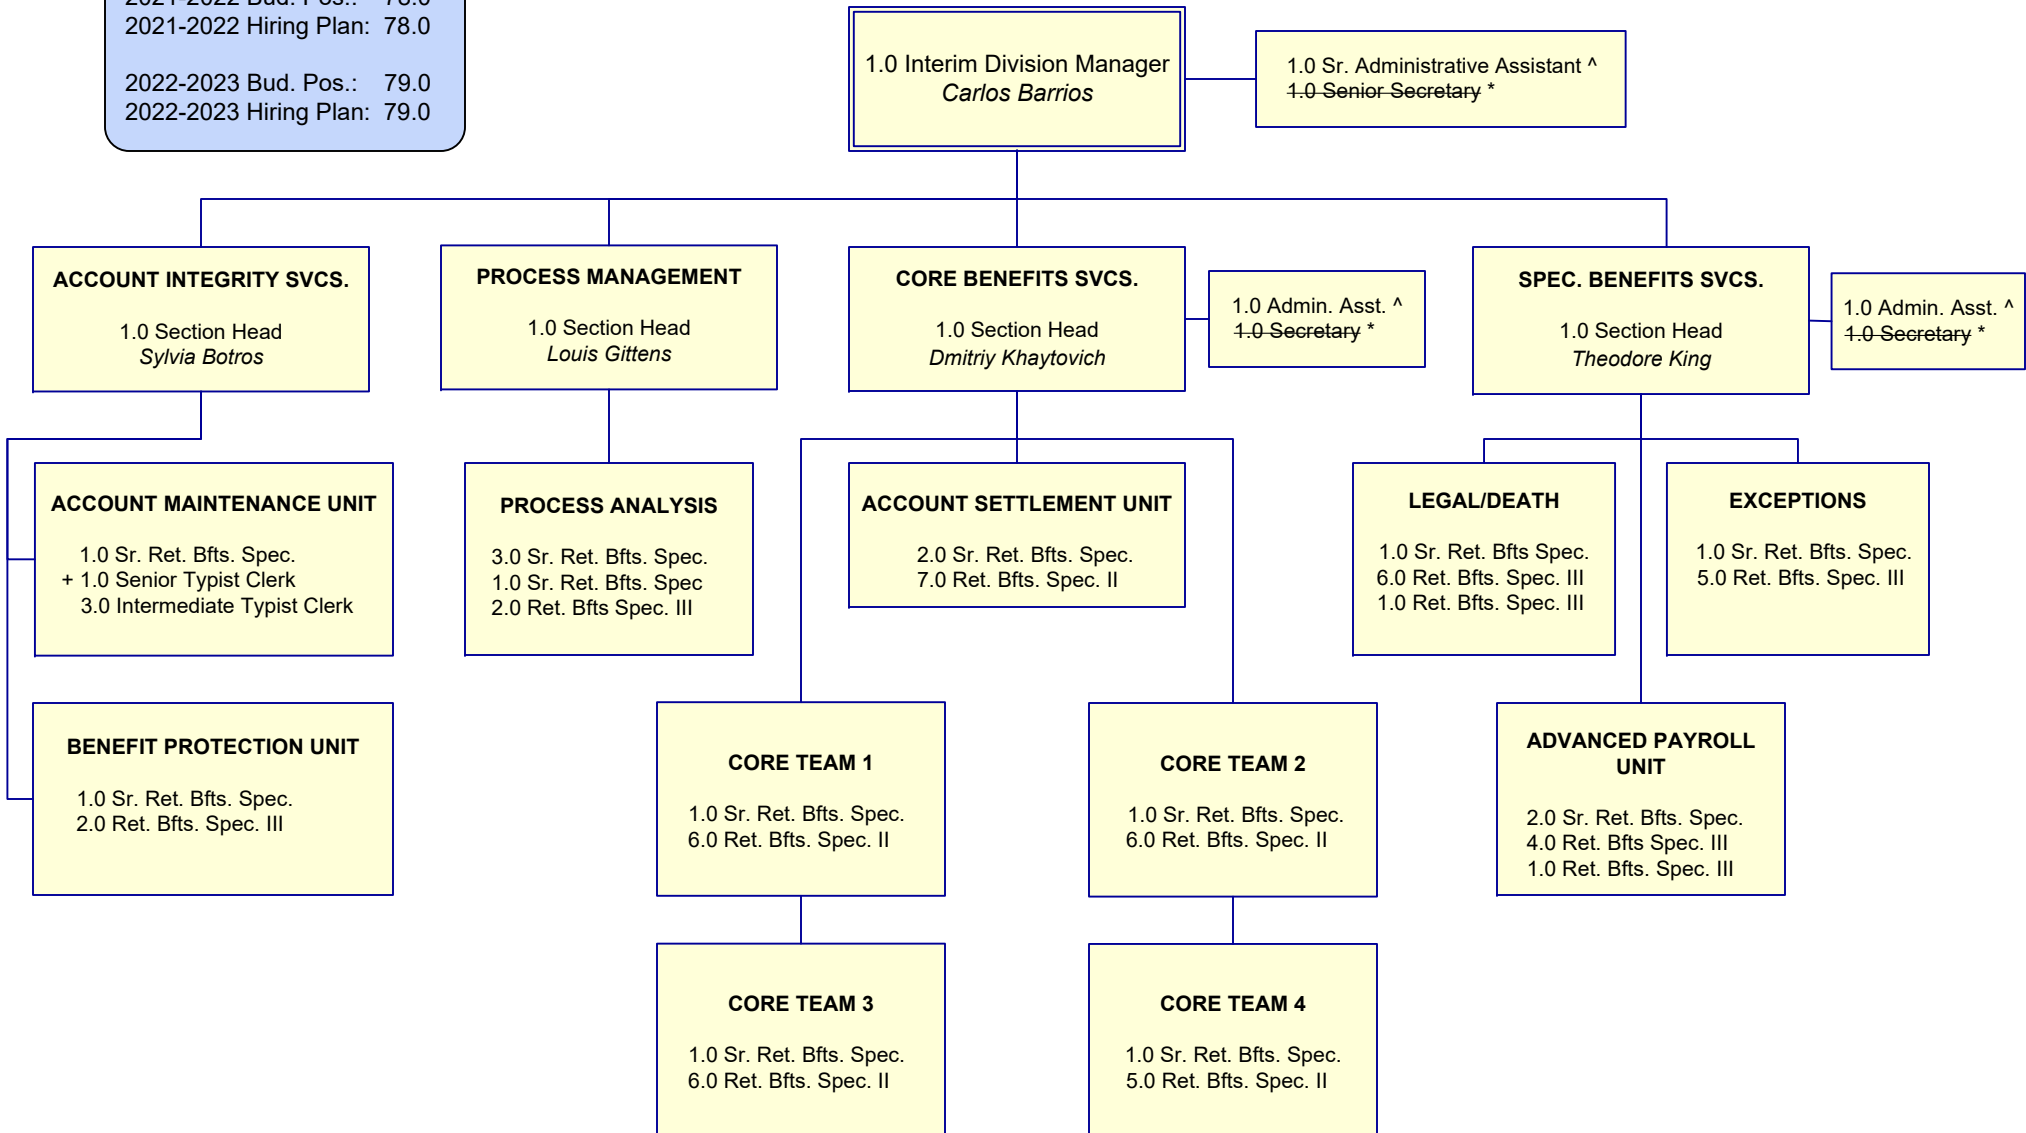 2021-2022 Bud. Pos.: 78.0
2021-2022 Hiring Plan: 78.0
2022-2023 Bud. Pos.: 79.0
2022-2023 Hiring Plan: 79.0
1.0 Interim Division Manager
Carlos Barrios
1.0 Sr. Administrative Assistant ^
1.0 Senior Secretary *
ACCOUNT INTEGRITY SVCS.
1.0 Section Head
Sylvia Botros
PROCESS MANAGEMENT
1.0 Section Head
Louis Gittens
CORE BENEFITS SVCS.
1.0 Section Head
Dmitriy Khaytovich
1.0 Admin. Asst. ^
1.0 Secretary *
SPEC. BENEFITS SVCS.
1.0 Section Head
Theodore King
1.0 Admin. Asst. ^
1.0 Secretary *
ACCOUNT MAINTENANCE UNIT
1.0 Sr. Ret. Bfts. Spec.
+ 1.0 Senior Typist Clerk
3.0 Intermediate Typist Clerk
PROCESS ANALYSIS
3.0 Sr. Ret. Bfts. Spec.
1.0 Sr. Ret. Bfts. Spec
2.0 Ret. Bfts Spec. III
ACCOUNT SETTLEMENT UNIT
2.0 Sr. Ret. Bfts. Spec.
7.0 Ret. Bfts. Spec. II
LEGAL/DEATH
1.0 Sr. Ret. Bfts Spec.
6.0 Ret. Bfts. Spec. III
1.0 Ret. Bfts. Spec. III
EXCEPTIONS
1.0 Sr. Ret. Bfts. Spec.
5.0 Ret. Bfts. Spec. III
BENEFIT PROTECTION UNIT
1.0 Sr. Ret. Bfts. Spec.
2.0 Ret. Bfts. Spec. III
CORE TEAM 1
1.0 Sr. Ret. Bfts. Spec.
6.0 Ret. Bfts. Spec. II
CORE TEAM 2
1.0 Sr. Ret. Bfts. Spec.
6.0 Ret. Bfts. Spec. II
ADVANCED PAYROLL
UNIT
2.0 Sr. Ret. Bfts. Spec.
4.0 Ret. Bfts Spec. III
1.0 Ret. Bfts. Spec. III
CORE TEAM 3
1.0 Sr. Ret. Bfts. Spec.
6.0 Ret. Bfts. Spec. II
CORE TEAM 4
1.0 Sr. Ret. Bfts. Spec.
5.0 Ret. Bfts. Spec. II